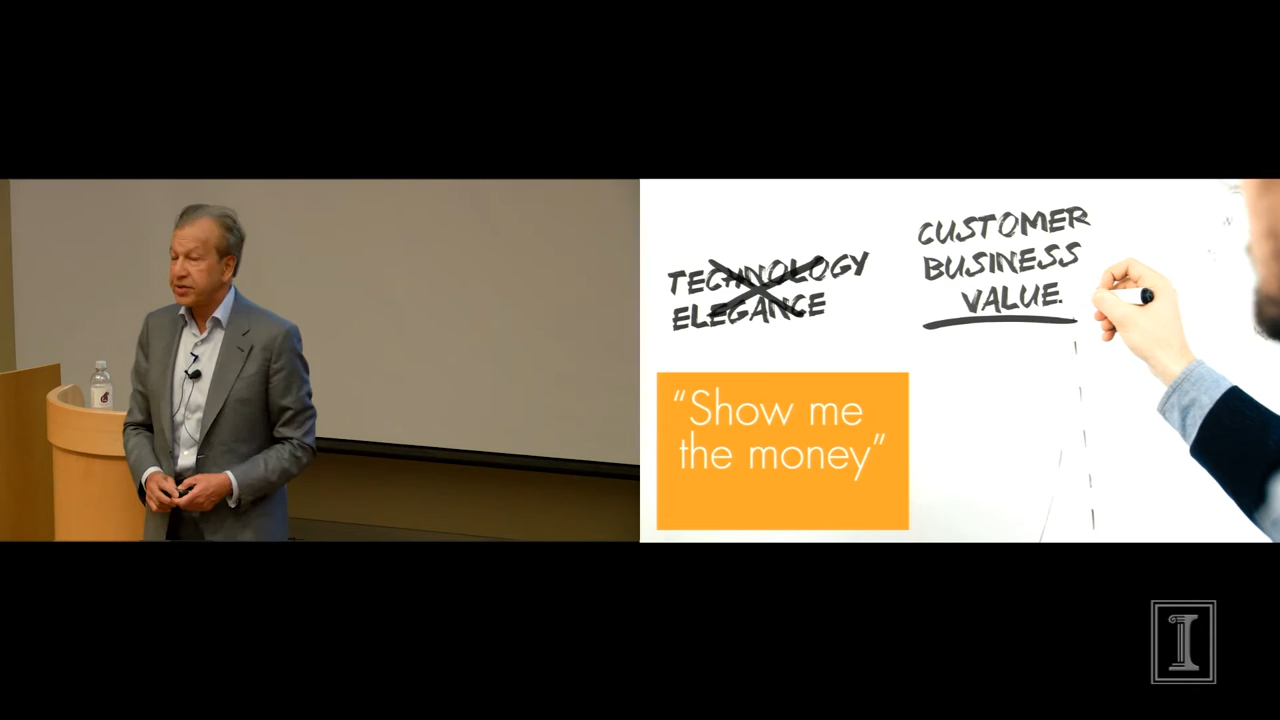 TECHNOLOGY
ELEGANCE
CUSTOMER
BUSINESS
VALUE.
“Show me
the money”
I